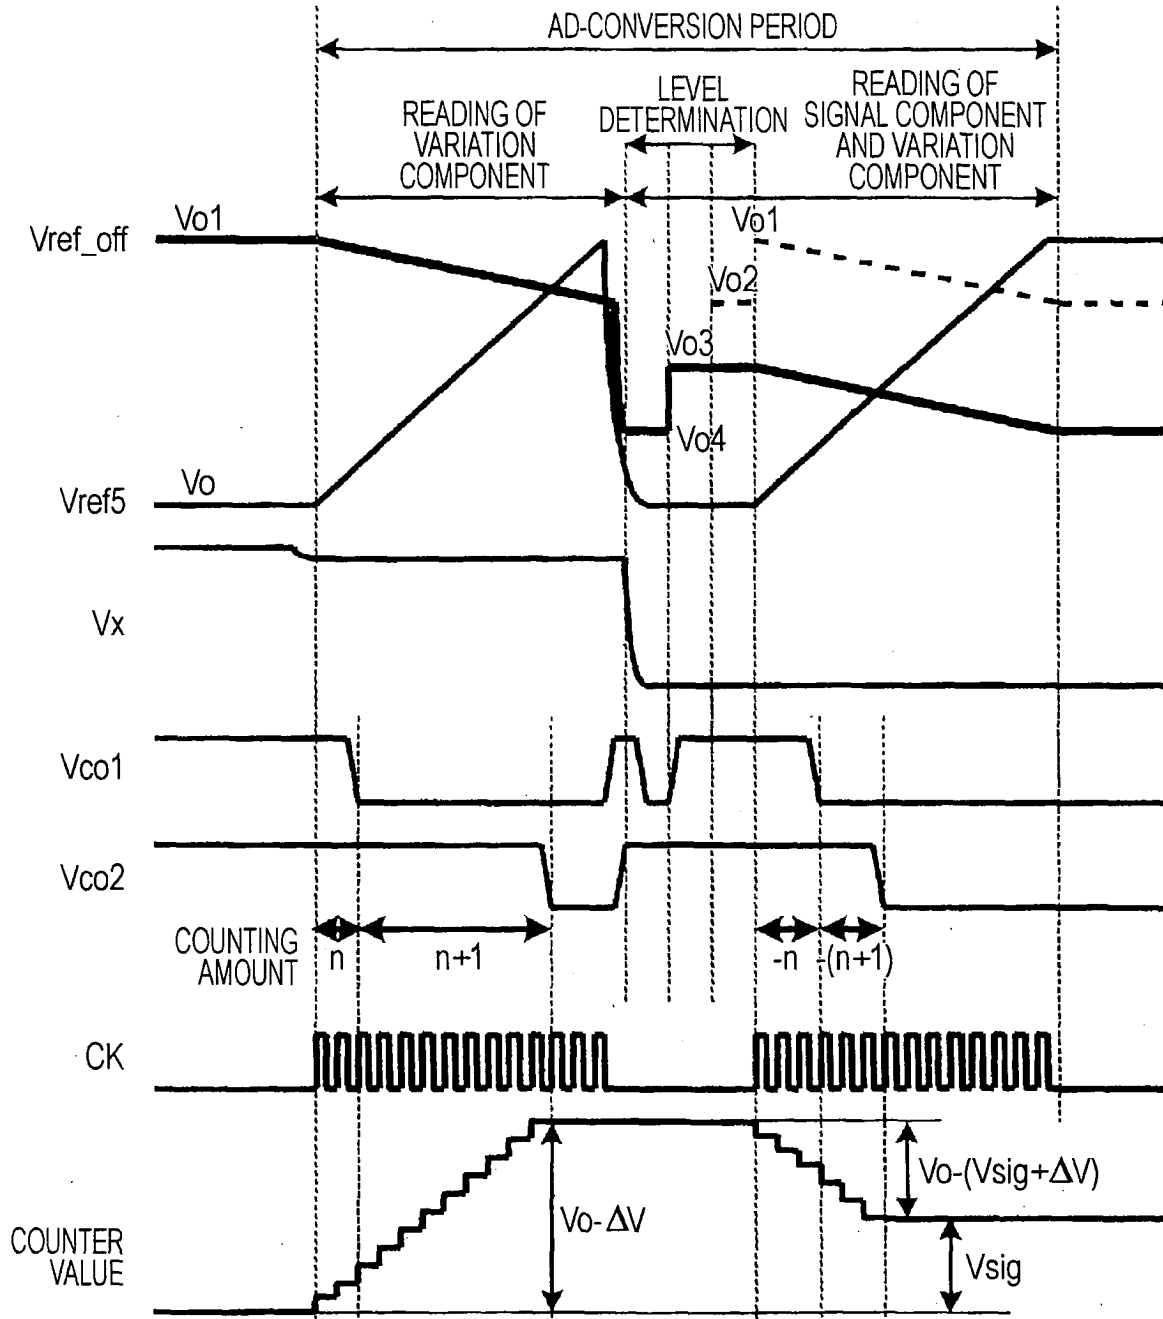 AD-CONVERSION PERIOD
READING OF
VARIATION
COMPONENT
LEVEL
DETERMINATION
READING OF
SIGNAL COMPONENT
AND VARIATION
COMPONENT
Vref_off
Vo1
Vo1
Vo2
Vo3
Vo4
Vref5
Vo
Vx
Vco1
Vco2
COUNTING
AMOUNT
n
n+1
-n
-(n+1)
CK
COUNTER
VALUE
Vo-ΔV
Vo-(Vsig+ΔV)
Vsig